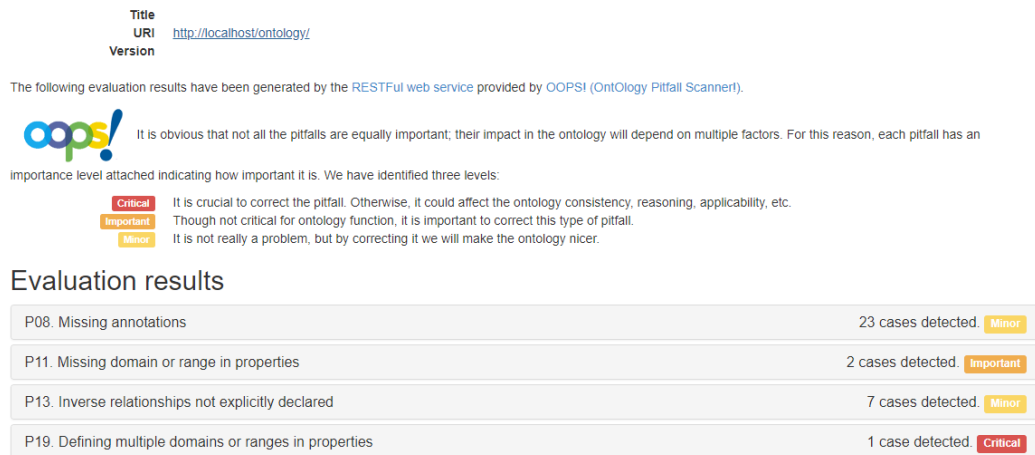 Title
URI http://localhost/ontology/
Version
The following evaluation results have been generated by the RESTFul web service provided by OOPS! (OntOlogy Pitfall Scanner!).
oops! It is obvious that not all the pitfalls are equally important; their impact in the ontology will depend on multiple factors. For this reason, each pitfall has an
importance level attached indicating how important it is. We have identified three levels:
Critical It is crucial to correct the pitfall. Otherwise, it could affect the ontology consistency, reasoning, applicability, etc.
Important Though not critical for ontology function, it is important to correct this type of pitfall.
Minor It is not really a problem, but by correcting it we will make the ontology nicer.
Evaluation results
P08. Missing annotations 23 cases detected. Minor
P11. Missing domain or range in properties 2 cases detected. Important
P13. Inverse relationships not explicitly declared 7 cases detected. Minor
P19. Defining multiple domains or ranges in properties 1 case detected. Critical